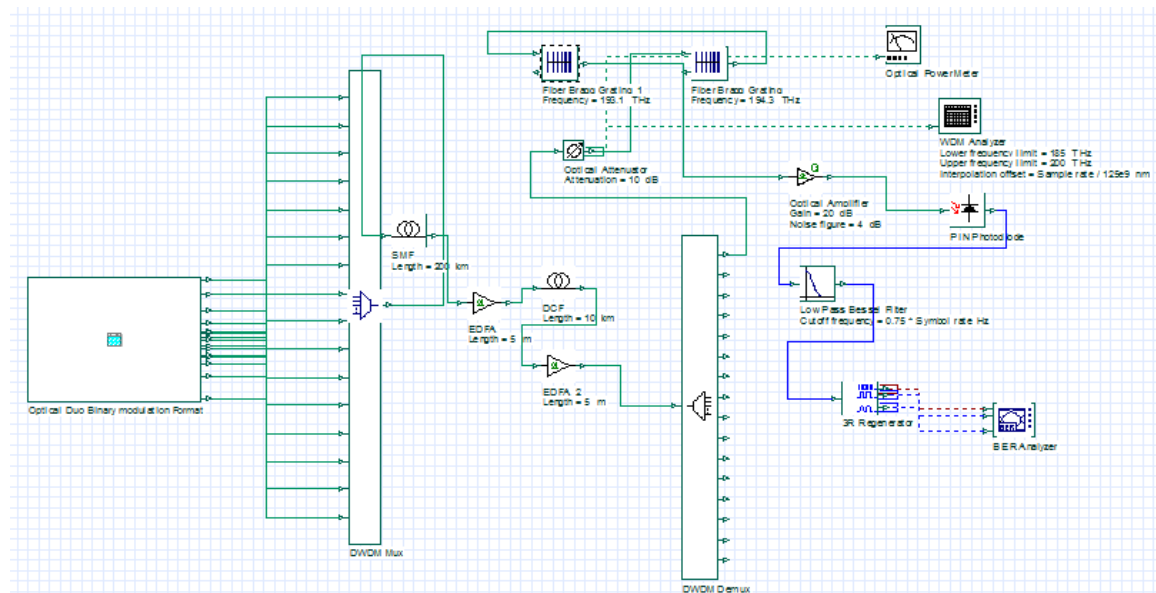 Optical Power Meter
Fiber Bragg Grating 1
Frequency = 193.1 THz
Fiber Bragg Grating
Frequency = 194.3 THz
WDM Analyzer
Lower frequency limit = 185 THz
Upper frequency limit = 200 THz
Interpolation offset = Sample rate / 125e9 nm
Optical Attenuator
Attenuation = 10 dB
Optical Amplifier
Gain = 20 dB
Noise figure = 4 dB
PIN Photodiode
SMF
Length = 200 km
DCF
Length = 10 km
Low Pass Bessel Filter
Cutoff frequency = 0.75 * Symbol rate Hz
EDFA
Length = 5 m
EDFA 2
Length = 5 m
Optical Duo Binary modulation Format
3R Regenerator
BER Analyzer
DWDM Mux
DWDM Demux